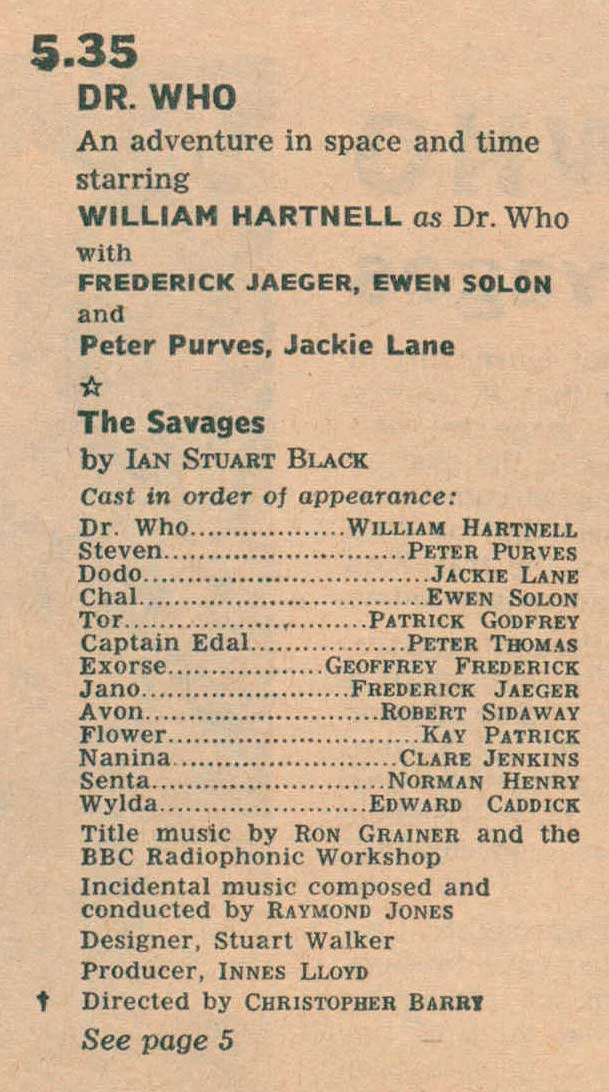 5.35
DR. WHO
An adventure in space and time
starring
WILLIAM HARTNELL as Dr. Who
with
FREDERICK JAEGER, EWEN SOLON
and
Peter Purves, Jackie Lane
☆
The Savages
by IAN STUART BLACK
Cast in order of appearance:
Dr. Who..................WILLIAM HARTNELL
Steven..........................PETER PURVES
Dodo...............................JACKIE LANE
Chal...............................EWEN SOLON
Tor..........................PATRICK GODFREY
Captain Edal.................PETER THOMAS
Exorse.................GEOFFREY FREDERICK
Jano.......................FREDERICK JAEGER
Avon.........................ROBERT SIDAWAY
Flower...........................KAY PATRICK
Nanina........................CLARE JENKINS
Senta.........................NORMAN HENRY
Wylda.......................EDWARD CADDICK
Title music by RON GRAINER and the
BBC Radiophonic Workshop
Incidental music composed and
conducted by RAYMOND JONES
Designer, Stuart Walker
Producer, INNES LLOYD
† Directed by CHRISTOPHER BARRY
See page 5